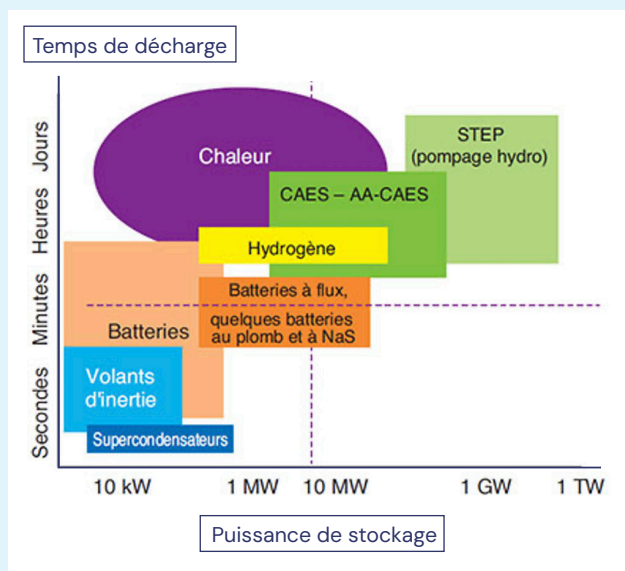 Temps de décharge
Jours
Heures
Minutes
Secondes
Chaleur
STEP
(pompage hydro)
CAES – AA-CAES
Hydrogène
Batteries à flux,
quelques batteries
au plomb et à NaS
Batteries
Volants
d'inertie
Supercondensateurs
10 kW
1 MW
10 MW
1 GW
1 TW
Puissance de stockage